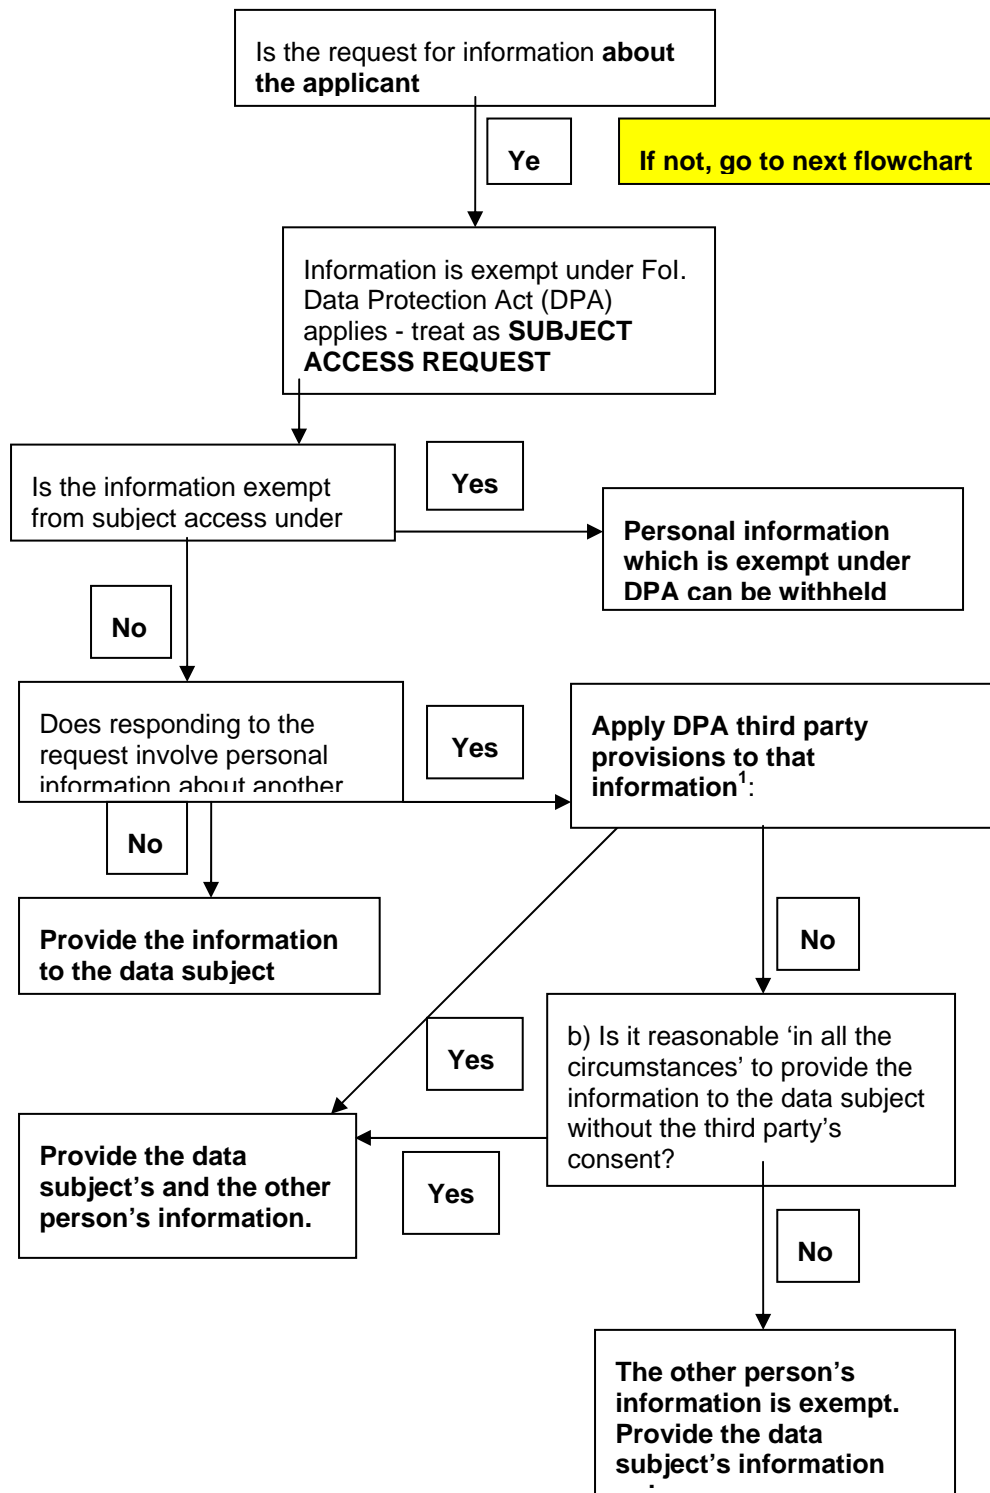 Is the request for information about
the applicant
Ye
If not, go to next flowchart
Information is exempt under FoI.
Data Protection Act (DPA)
applies - treat as SUBJECT
ACCESS REQUEST
Is the information exempt
from subject access under
Yes
Personal information
which is exempt under
DPA can be withheld
No
Does responding to the
request involve personal
information about another
Yes
Apply DPA third party
provisions to that
information¹:
No
Provide the information
to the data subject
No
Yes
b) Is it reasonable ‘in all the
circumstances’ to provide the
information to the data subject
without the third party’s
consent?
Provide the data
subject’s and the other
person’s information.
Yes
No
The other person’s
information is exempt.
Provide the data
subject’s information